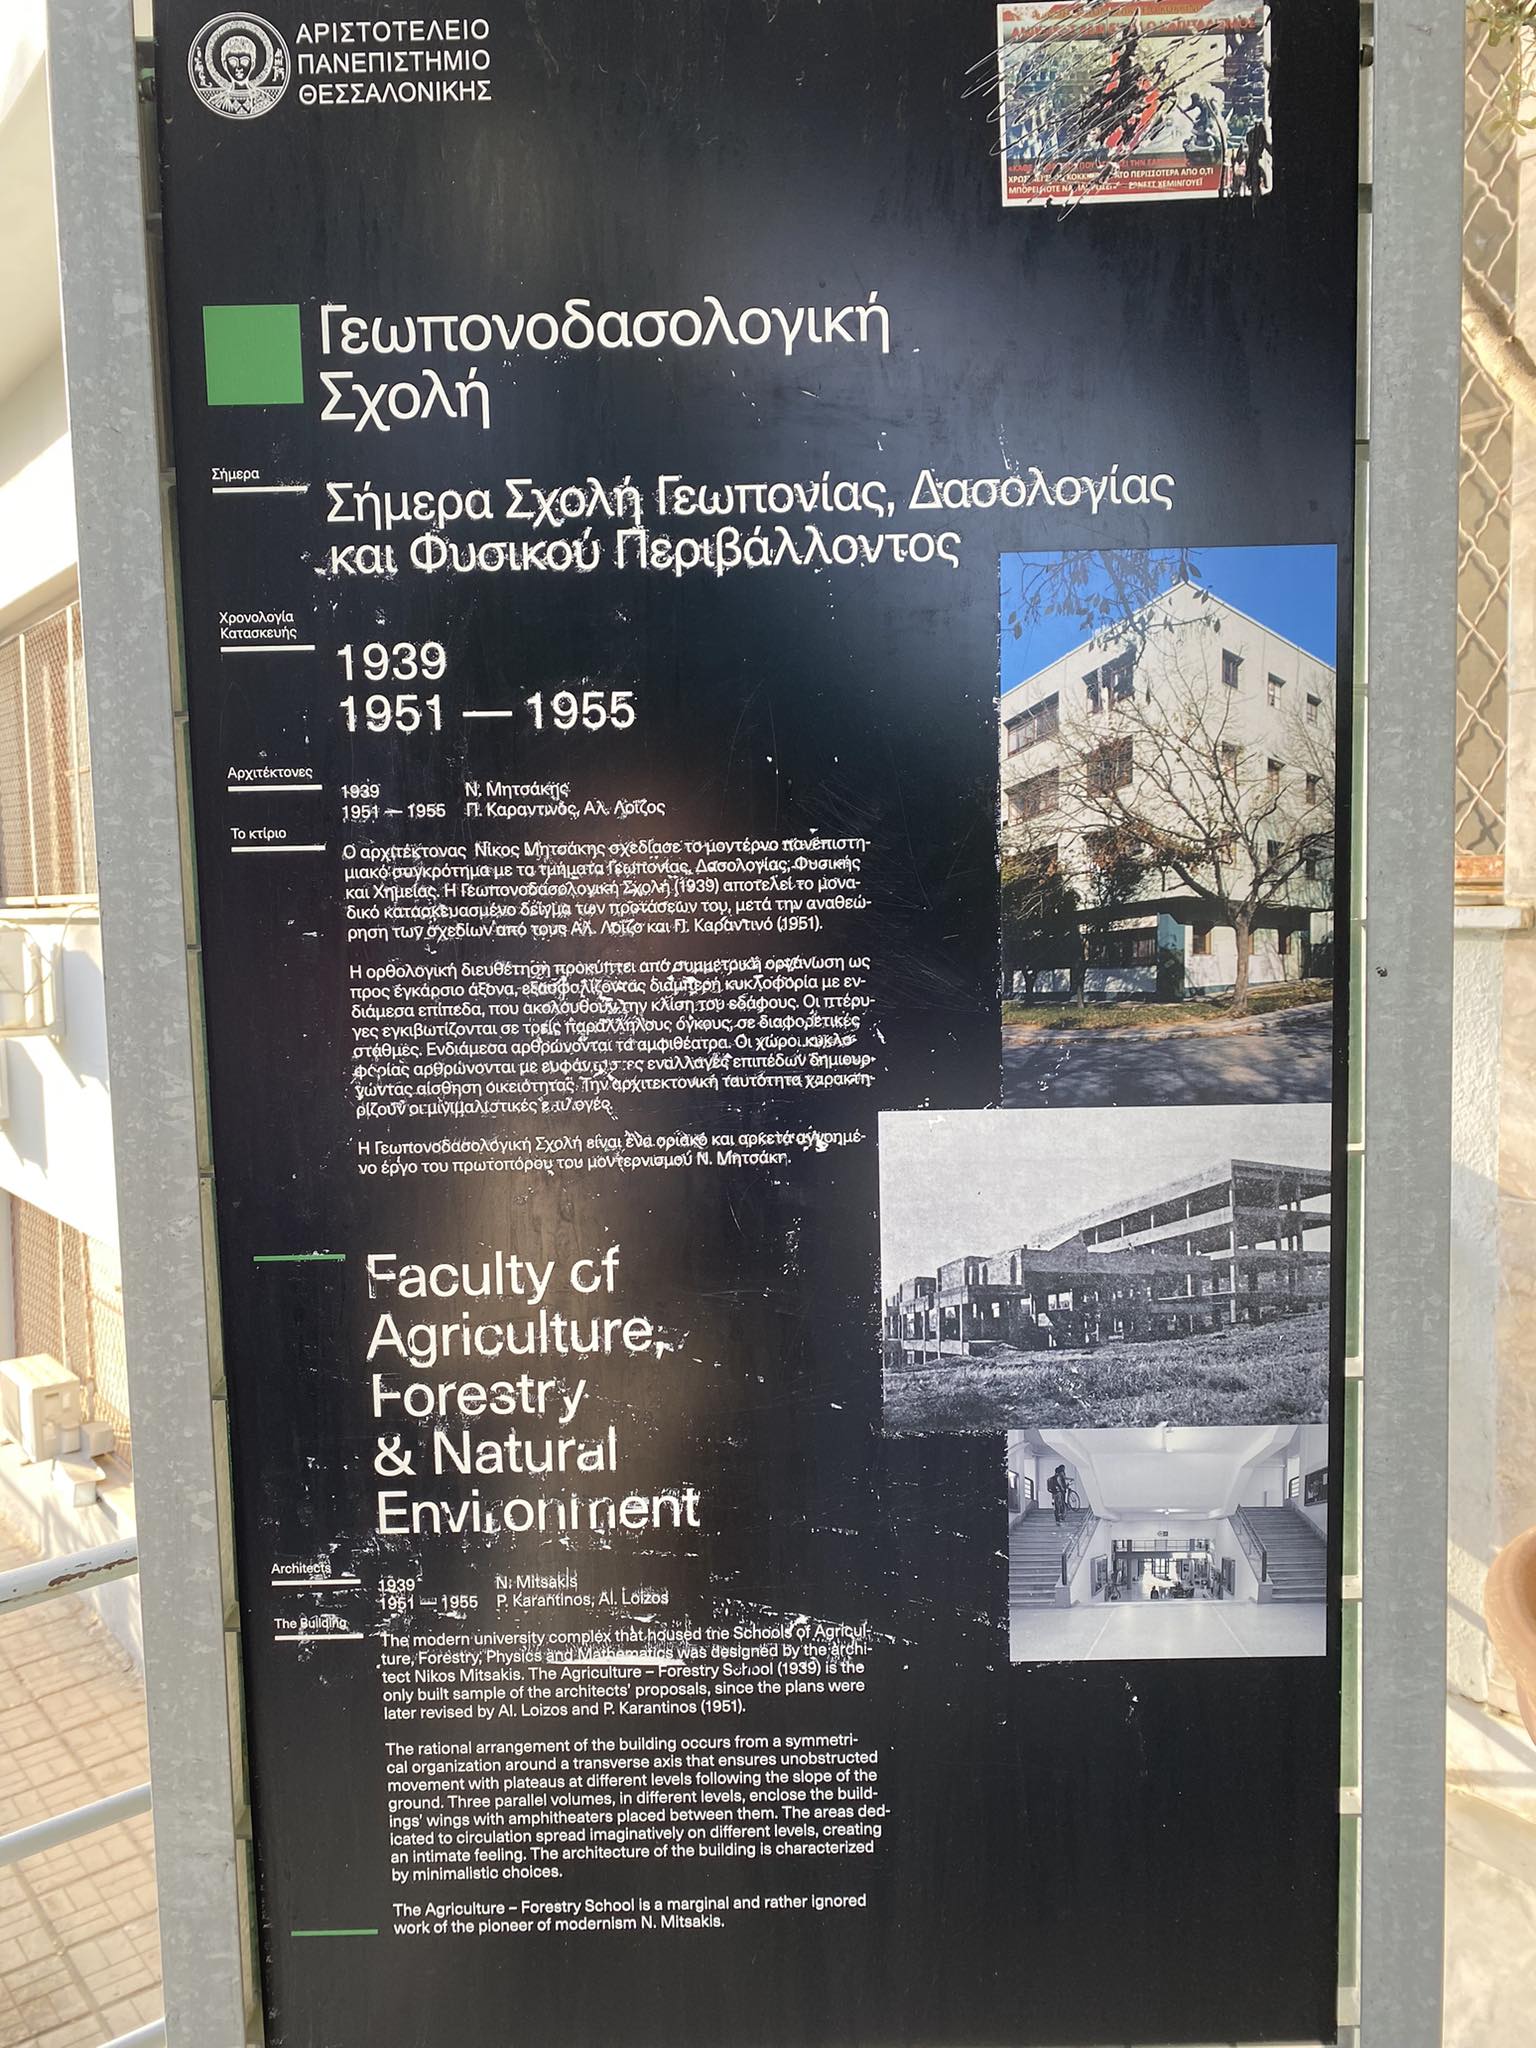 ΑΡΙΣΤΟΤΕΛΕΙΟ
ΠΑΝΕΠΙΣΤΗΜΙΟ
ΘΕΣΣΑΛΟΝΙΚΗΣ
ΧΡΩΣΤΑΕΙ ΣΤΟΝ ΚΟΚΚΙΝΟ ΣΤΡΑΤΟ ΠΕΡΙΣΣΟΤΕΡΑ ΑΠΟ Ο,ΤΙ
ΕΡΝΕΣΤ ΧΕΜΙΝΓΟΥΕΪ
Γεωπονοδασολογική
Σχολή
Σήμερα
Σήμερα Σχολή Γεωπονίας, Δασολογίας
και Φυσικού Περιβάλλοντος
Χρονολογία
Κατασκευής
1939
1951 — 1955
Αρχιτέκτονες
1939 Ν. Μητσάκης
1951 — 1955 Π. Καραντινός, Αλ. Λοΐζος
Το κτίριο
Ο αρχιτέκτονας Νίκος Μητσάκης σχεδίασε το μοντέρνο πανεπιστη-
μιακό συγκρότημα με τα τμήματα Γεωπονίας, Δασολογίας, Φυσικής
και Χημείας. Η Γεωπονοδασολογική Σχολή (1939) αποτελεί το μονα-
δικό κατασκευασμένο δείγμα των προτάσεών του, μετά την αναθεώ-
ρηση των σχεδίων από τους Αλ. Λοΐζο και Π. Καραντινό (1951).
Η ορθολογική διευθέτηση προκύπτει από συμμετρική οργάνωση ως
προς εγκάρσιο άξονα, εξασφαλίζοντας διαμπερή κυκλοφορία με εν-
διάμεσα επίπεδα, που ακολουθούν την κλίση του εδάφους. Οι πτέρυ-
γες εγκιβωτίζονται σε τρεις παράλληλους όγκους, σε διαφορετικές
στάθμες. Ενδιάμεσα αρθρώνονται τα αμφιθέατρα. Οι χώροι κυκλο-
φορίας αρθρώνονται με ευφάνταστες εναλλαγές επιπέδων δημιουρ-
γώντας αίσθηση οικειότητας. Την αρχιτεκτονική ταυτότητα χαρακτη-
ρίζουν οι μινιμαλιστικές επιλογές.
Η Γεωπονοδασολογική Σχολή είναι ένα οριακό και αρκετά αγνοημέ-
νο έργο του πρωτοπόρου του μοντερνισμού Ν. Μητσάκη.
Faculty of
Agriculture,
Forestry
& Natural
Environment
Architects
1939 N. Mitsakis
1951 — 1955 P. Karantinos, Al. Loizos
The Building
The modern university complex that housed the Schools of Agricul-
ture, Forestry, Physics and Mathematics was designed by the archi-
tect Nikos Mitsakis. The Agriculture – Forestry School (1939) is the
only built sample of the architects' proposals, since the plans were
later revised by Al. Loizos and P. Karantinos (1951).
The rational arrangement of the building occurs from a symmetri-
cal organization around a transverse axis that ensures unobstructed
movement with plateaus at different levels following the slope of the
ground. Three parallel volumes, in different levels, enclose the build-
ings' wings with amphitheaters placed between them. The areas ded-
icated to circulation spread imaginatively on different levels, creating
an intimate feeling. The architecture of the building is characterized
by minimalistic choices.
The Agriculture – Forestry School is a marginal and rather ignored
work of the pioneer of modernism N. Mitsakis.